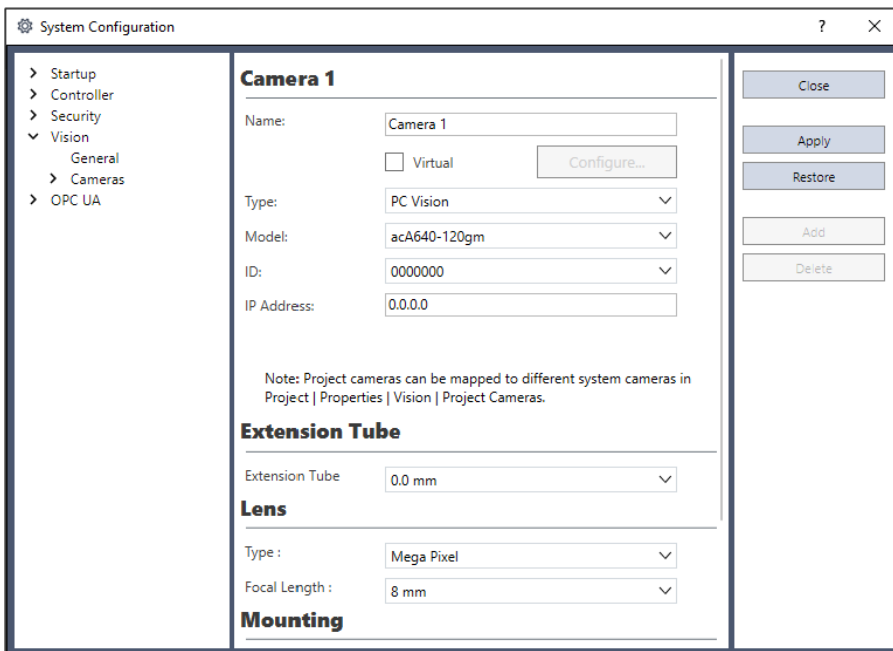 System Configuration
?
Startup
Controller
Security
Vision
General
Cameras
OPC UA
Camera 1
Name:
Camera 1
Virtual
Configure...
Type:
PC Vision
Model:
acA640-120gm
ID:
0000000
IP Address:
0.0.0.0
Note: Project cameras can be mapped to different system cameras in
Project | Properties | Vision | Project Cameras.
Extension Tube
Extension Tube
0.0 mm
Lens
Type :
Mega Pixel
Focal Length :
8 mm
Mounting
Close
Apply
Restore
Add
Delete